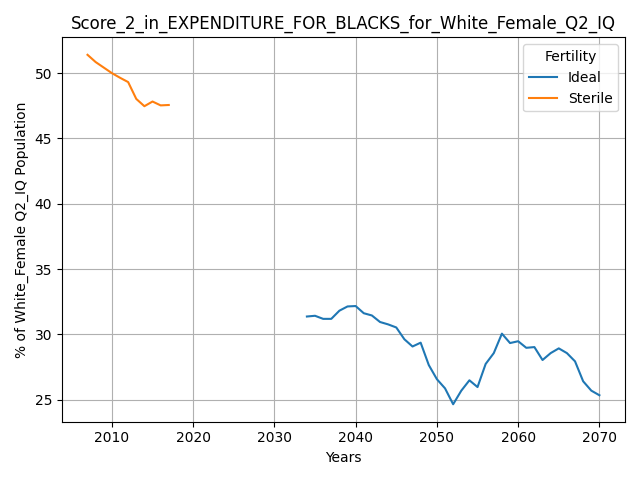 Score_2_in_EXPENDITURE_FOR_BLACKS_for_White_Female_Q2_IQ
Fertility
Ideal
Sterile
% of White_Female Q2_IQ Population
50
45
40
35
30
25
2010
2020
2030
2040
2050
2060
2070
Years